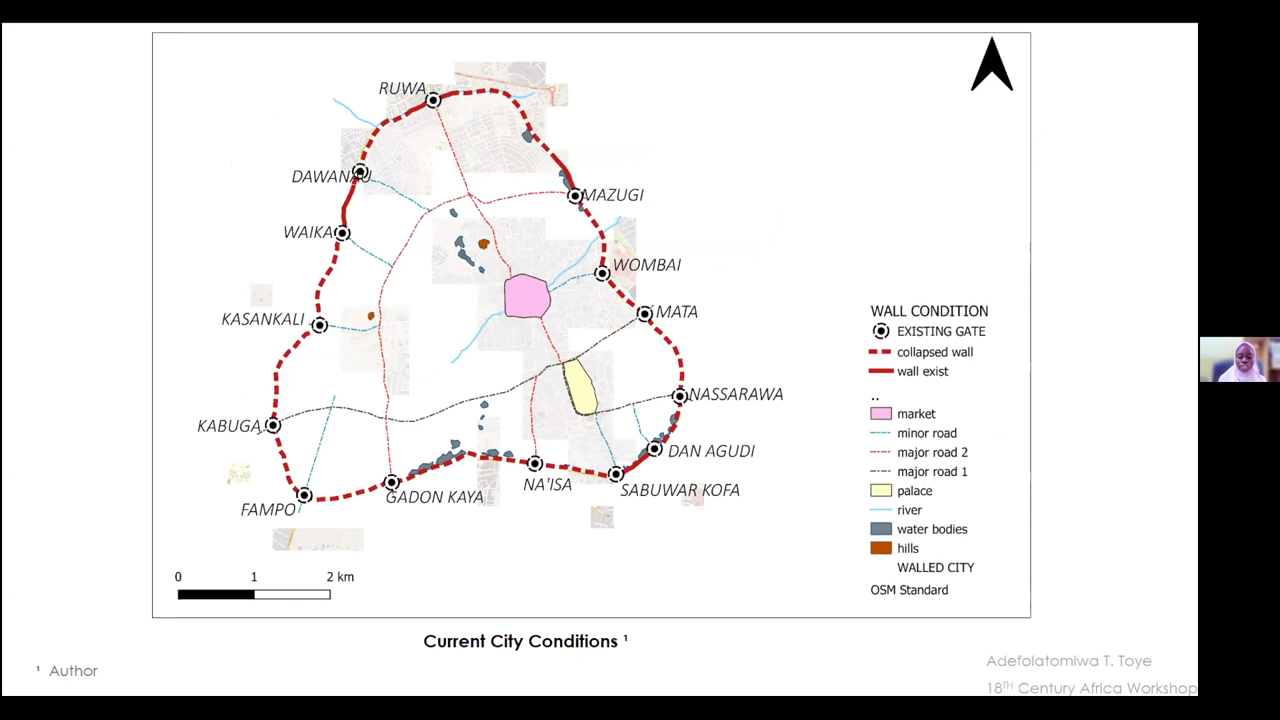 RUWA
DAWANAU
MAZUGI
WAIKA
WOMBAI
KASANKALI
MATA
NASSARAWA
KABUGA
DAN AGUDI
GADON KAYA
NA'ISA
SABUWAR KOFA
FAMPO
WALL CONDITION
EXISTING GATE
collapsed wall
wall exist
..
market
minor road
major road 2
major road 1
palace
river
water bodies
hills
WALLED CITY
OSM Standard
0 1 2 km
Current City Conditions ¹
¹ Author
Adefolatomiwa T. Toye
18TH Century Africa Workshop